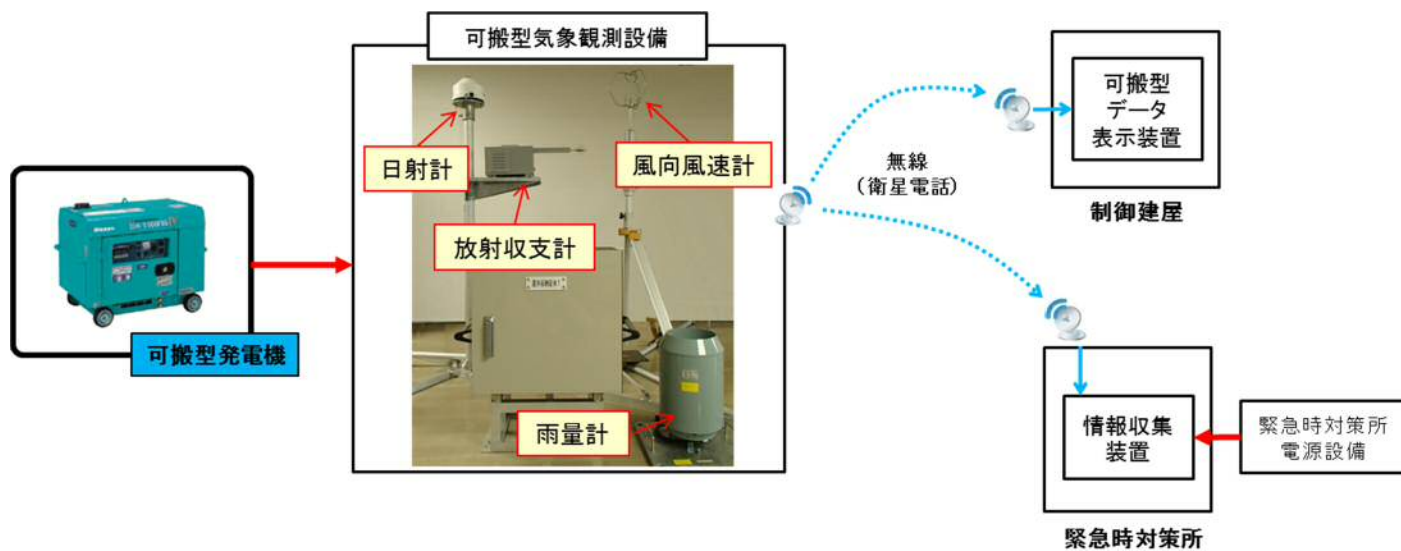 可搬型気象観測設備
日射計
風向風速計
放射収支計
雨量計
可搬型発電機
無線
（衛星電話）
可搬型
データ
表示装置
制御建屋
情報収集
装置
緊急時対策所
緊急時対策所
電源設備